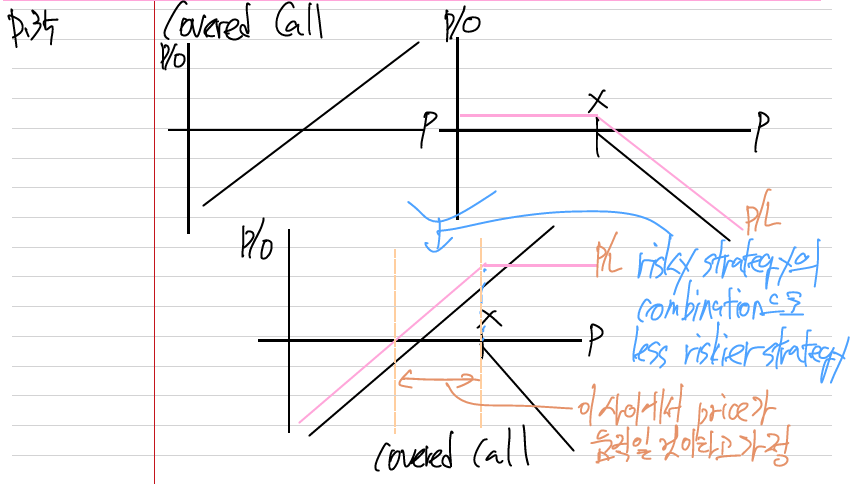 p.35
Covered Call
P/O
P
P/O
X
P
P/L
P/O
P/L
X
P
risky strategy의
combination으로
less riskier strategy
이 사이에서 price가
움직일 것이라고 가정
Covered Call